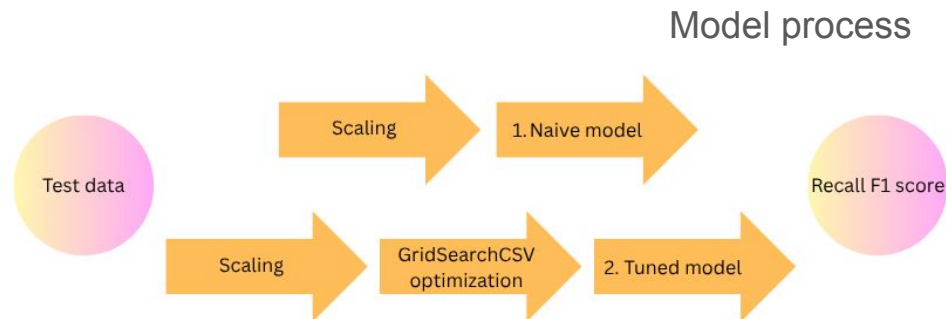 Model process
Scaling
1. Naive model
Test data
Recall F1 score
Scaling
GridSearchCSV
optimization
2. Tuned model